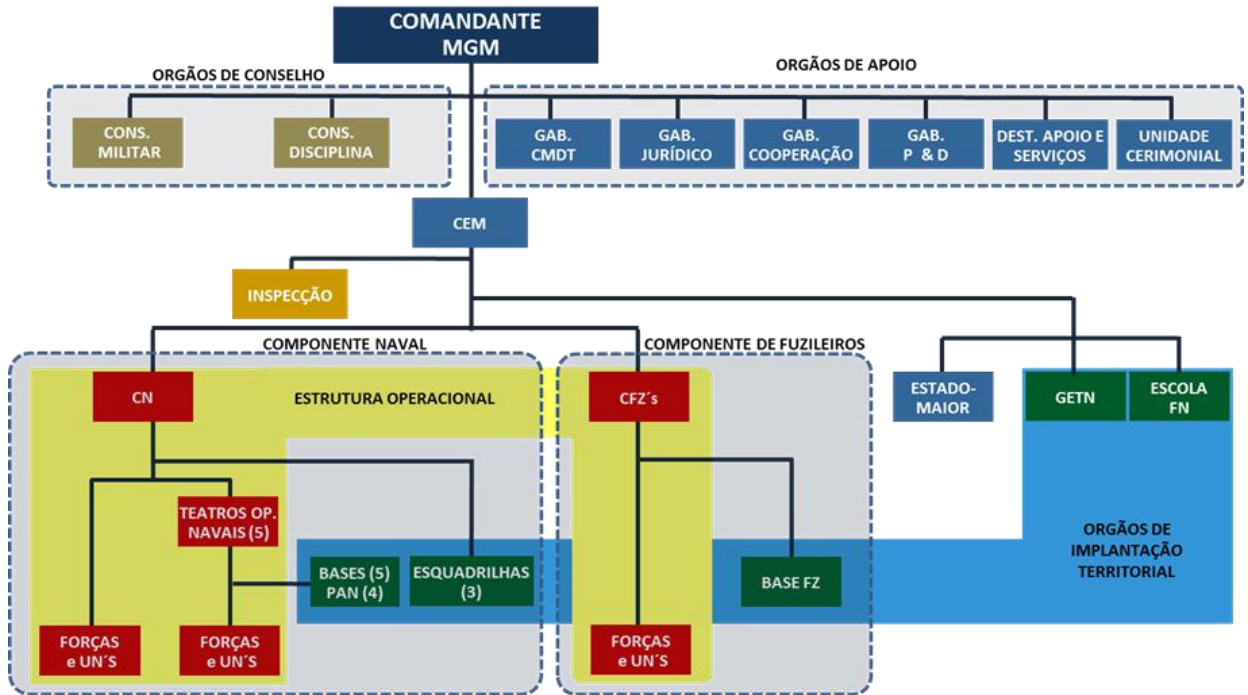 COMANDANTE
MGM
ORGÃOS DE CONSELHO
ORGÃOS DE APOIO
CONS.
MILITAR
CONS.
DISCIPLINA
GAB.
CMDT
GAB.
JURÍDICO
GAB.
COOPERAÇÃO
GAB.
P & D
DEST. APOIO E
SERVIÇOS
UNIDADE
CERIMONIAL
CEM
INSPECÇÃO
COMPONENTE NAVAL
COMPONENTE DE FUZILEIROS
CN
ESTRUTURA OPERACIONAL
CFZ´s
ESTADO-
MAIOR
GETN
ESCOLA
FN
TEATROS OP.
NAVAIS (5)
BASES (5)
PAN (4)
ESQUADRILHAS
(3)
BASE FZ
ORGÃOS DE
IMPLANTAÇÃO
TERRITORIAL
FORÇAS
e UN´S
FORÇAS
e UN´S
FORÇAS
e UN´S